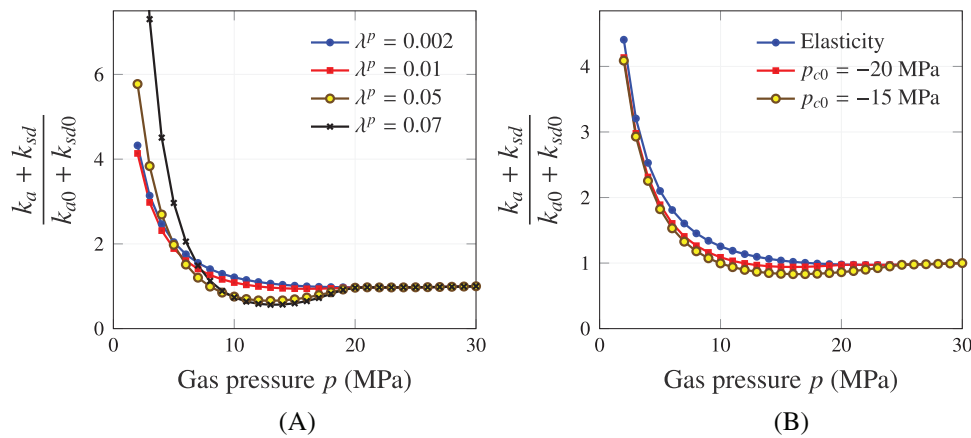 λ^p = 0.002
λ^p = 0.01
λ^p = 0.05
λ^p = 0.07
6
4
2
0
0 10 20 30
k_a + k_sd
k_a0 + k_sd0
Gas pressure p (MPa)
(A)
Elasticity
p_c0 = −20 MPa
p_c0 = −15 MPa
4
3
2
1
0
0 10 20 30
k_a + k_sd
k_a0 + k_sd0
Gas pressure p (MPa)
(B)